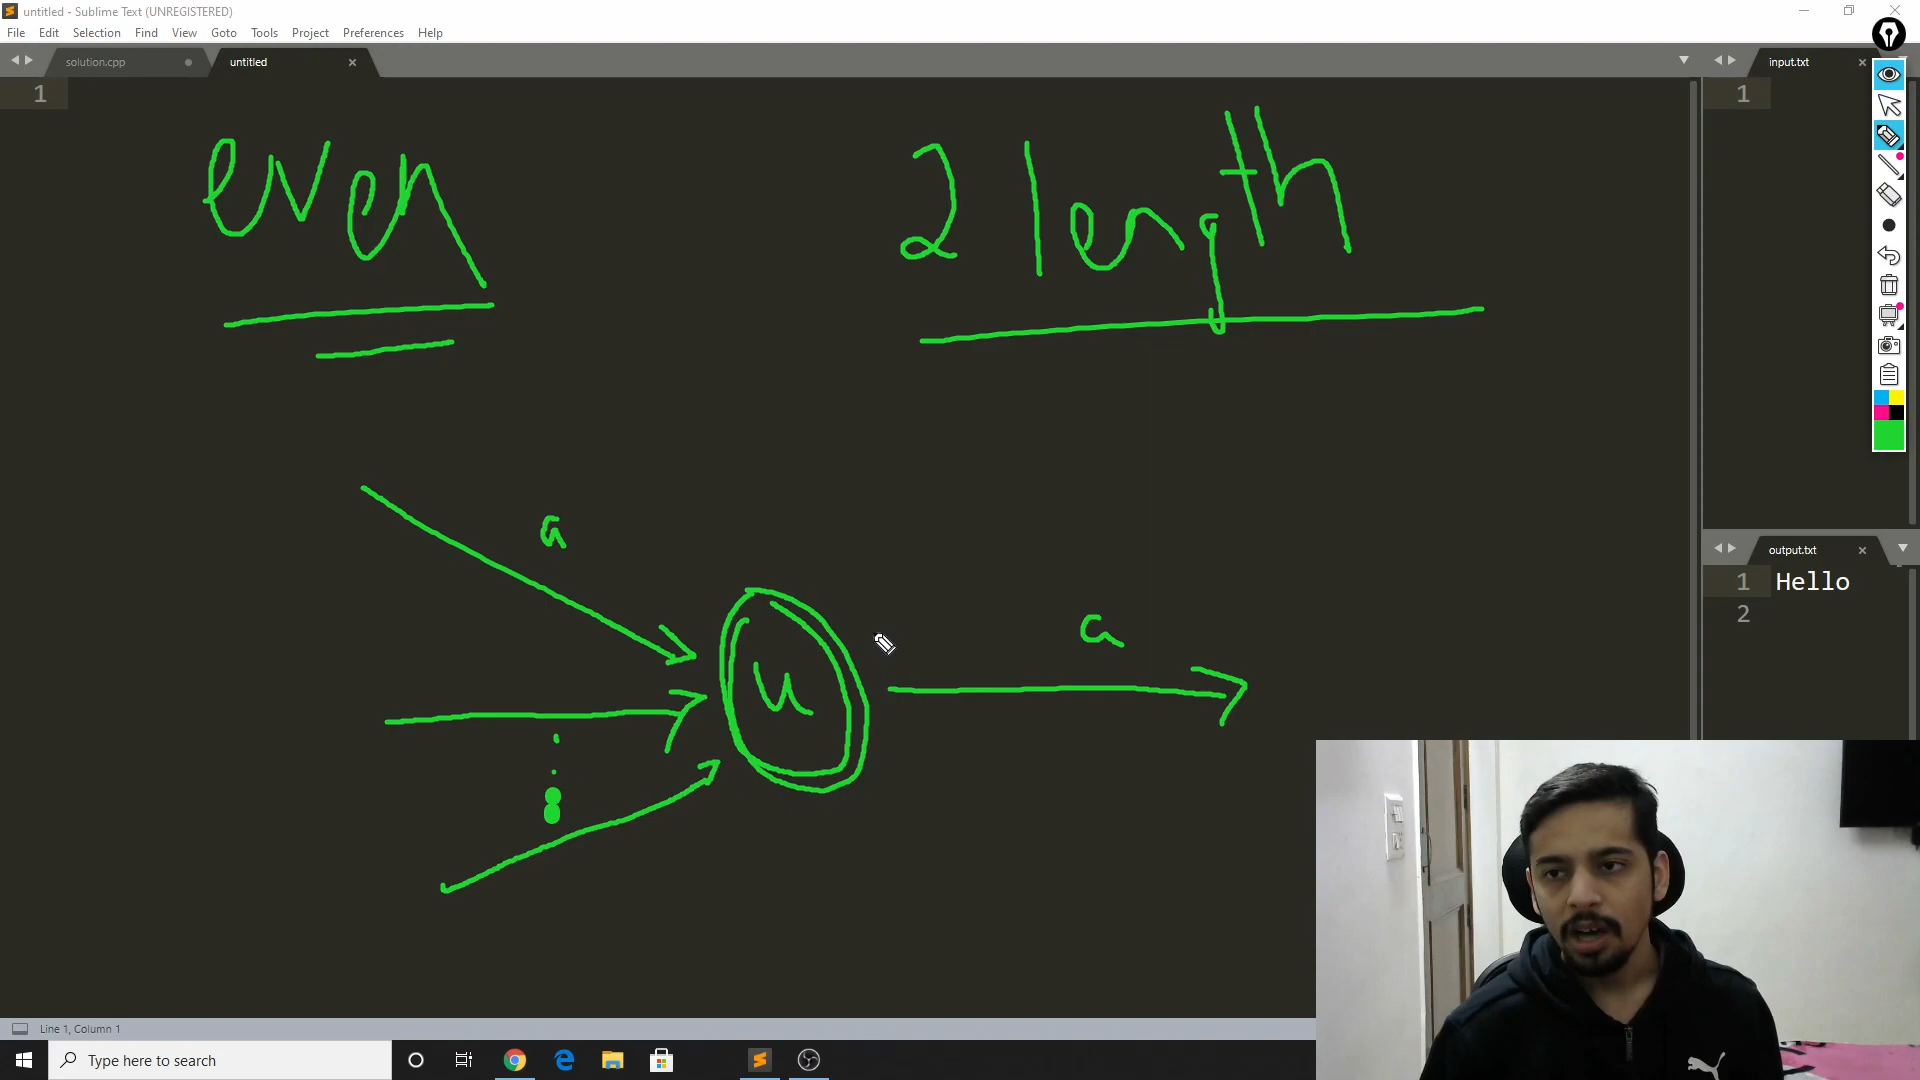 untitled - Sublime Text (UNREGISTERED)
File Edit Selection Find View Goto Tools Project Preferences Help
solution.cpp
untitled
input.txt
1
1
even
2 length
a
output.txt
1 Hello
2
a
u
Line 1, Column 1
Type here to search